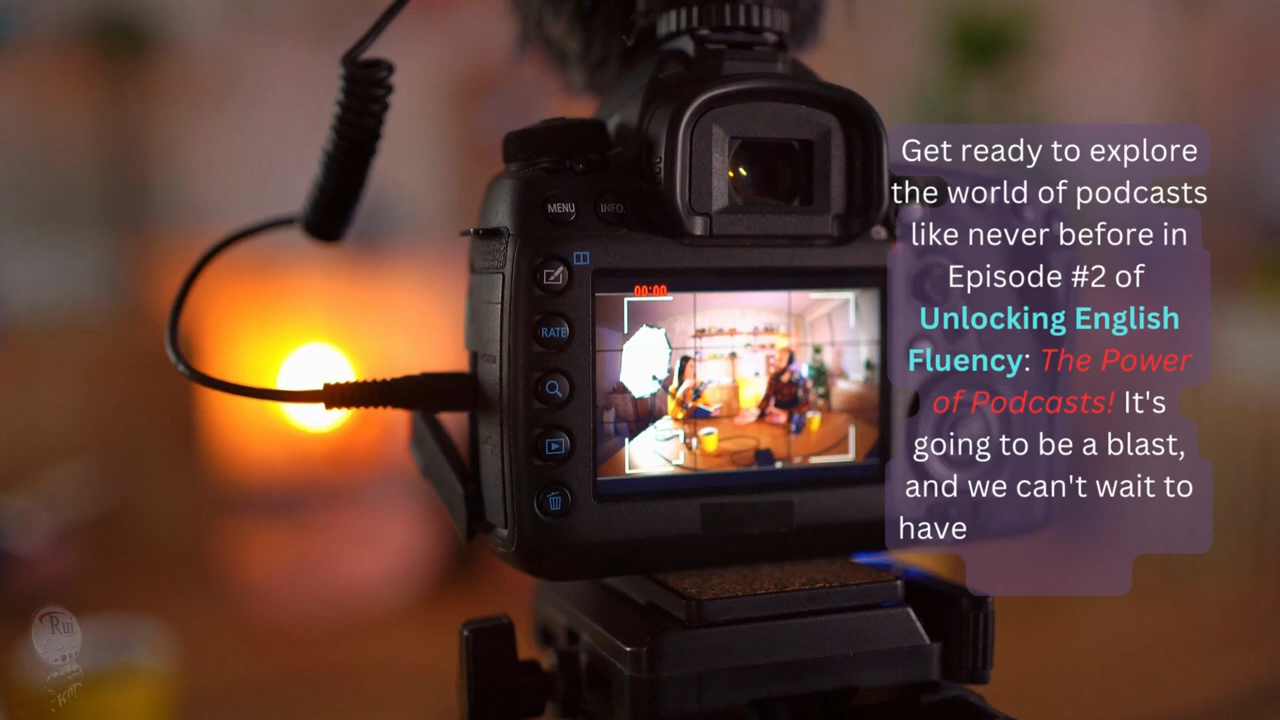 MENU
INFO.
RATE
00:00
Get ready to explore
the world of podcasts
like never before in
Episode #2 of
Unlocking English
Fluency: The Power
of Podcasts! It's
going to be a blast,
and we can't wait to
have
Rui